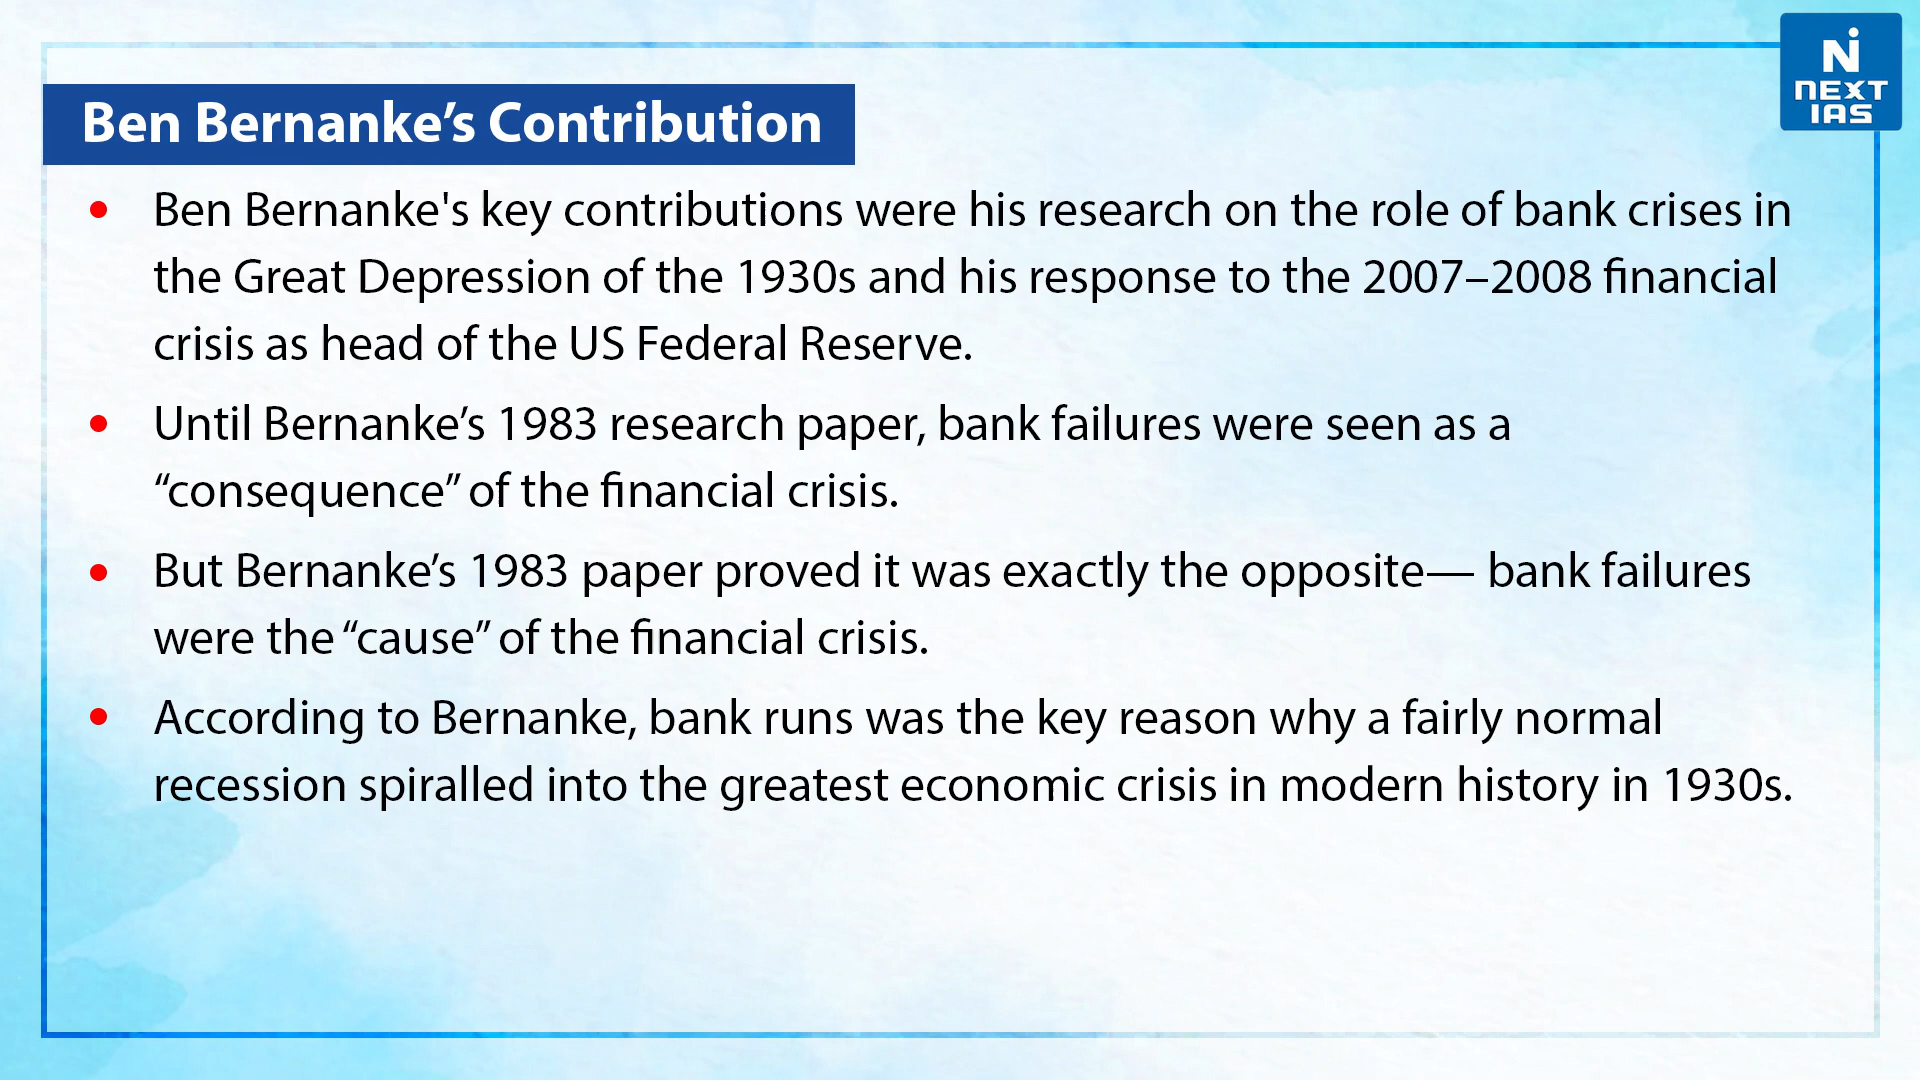 NEXT
IAS
Ben Bernanke’s Contribution
• Ben Bernanke's key contributions were his research on the role of bank crises in
the Great Depression of the 1930s and his response to the 2007–2008 financial
crisis as head of the US Federal Reserve.
• Until Bernanke’s 1983 research paper, bank failures were seen as a
“consequence” of the financial crisis.
• But Bernanke’s 1983 paper proved it was exactly the opposite— bank failures
were the “cause” of the financial crisis.
• According to Bernanke, bank runs was the key reason why a fairly normal
recession spiralled into the greatest economic crisis in modern history in 1930s.